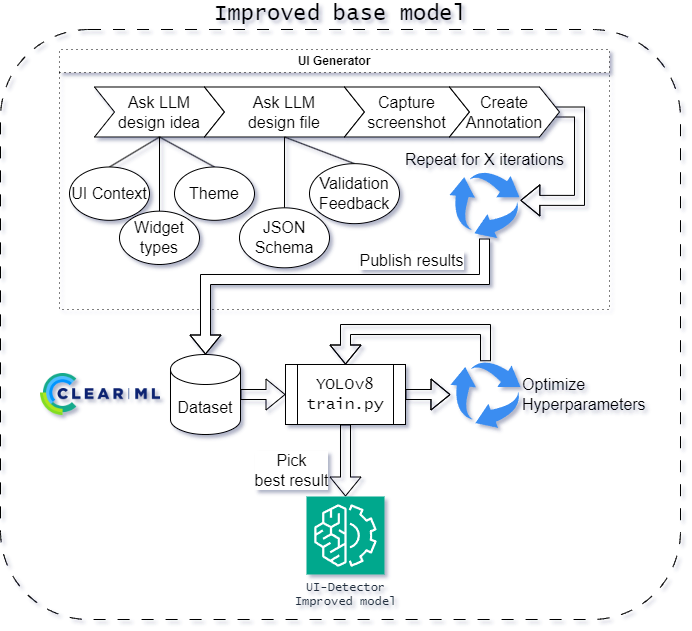 Improved base model
UI Generator
Ask LLM
design idea
Ask LLM
design file
Capture
screenshot
Create
Annotation
Repeat for X iterations
UI Context
Widget
types
Theme
JSON
Schema
Validation
Feedback
Publish results
CLEAR|ML
Dataset
YOLOv8
train.py
Optimize
Hyperparameters
Pick
best result
UI-Detector
Improved model